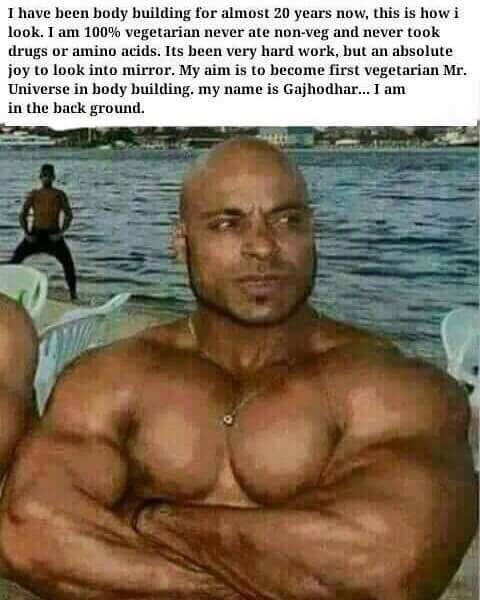 I have been body building for almost 20 years now, this is how i
look. I am 100% vegetarian never ate non-veg and never took
drugs or amino acids. Its been very hard work, but an absolute
joy to look into mirror. My aim is to become first vegetarian Mr.
Universe in body building. my name is Gajhodhar... I am
in the back ground.